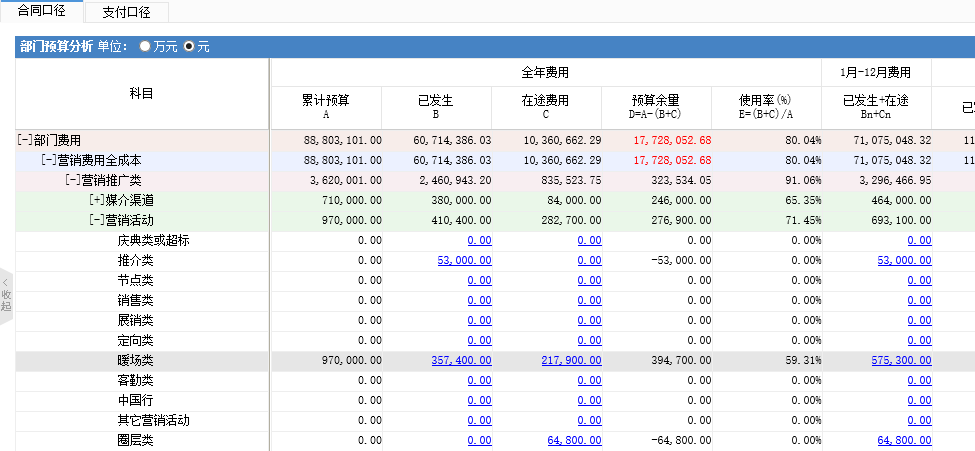 合同口径 支付口径
部门预算分析 单位: 万元 元
科目 全年费用 1月-12月费用
累计预算 已发生 在途费用 预算余量 使用率(%) 已发生+在途
A B C D=A-(B+C) E=(B+C)/A Bn+Cn
[-]部门费用 88,803,101.00 60,714,386.03 10,360,662.29 17,728,052.68 80.04% 71,075,048.32 11
[-]营销费用全成本 88,803,101.00 60,714,386.03 10,360,662.29 17,728,052.68 80.04% 71,075,048.32 11
[-]营销推广类 3,620,001.00 2,460,943.20 835,523.75 323,534.05 91.06% 3,296,466.95
[+]媒介渠道 710,000.00 380,000.00 84,000.00 246,000.00 65.35% 464,000.00
[-]营销活动 970,000.00 410,400.00 282,700.00 276,900.00 71.45% 693,100.00
庆典类或超标 0.00 0.00 0.00 0.00 0.00% 0.00
推介类 0.00 53,000.00 0.00 -53,000.00 0.00% 53,000.00
节点类 0.00 0.00 0.00 0.00 0.00% 0.00
销售类 0.00 0.00 0.00 0.00 0.00% 0.00
展销类 0.00 0.00 0.00 0.00 0.00% 0.00
定向类 0.00 0.00 0.00 0.00 0.00% 0.00
暖场类 970,000.00 357,400.00 217,900.00 394,700.00 59.31% 575,300.00
客勤类 0.00 0.00 0.00 0.00 0.00% 0.00
中国行 0.00 0.00 0.00 0.00 0.00% 0.00
其它营销活动 0.00 0.00 0.00 0.00 0.00% 0.00
圈层类 0.00 0.00 64,800.00 -64,800.00 0.00% 64,800.00
收起